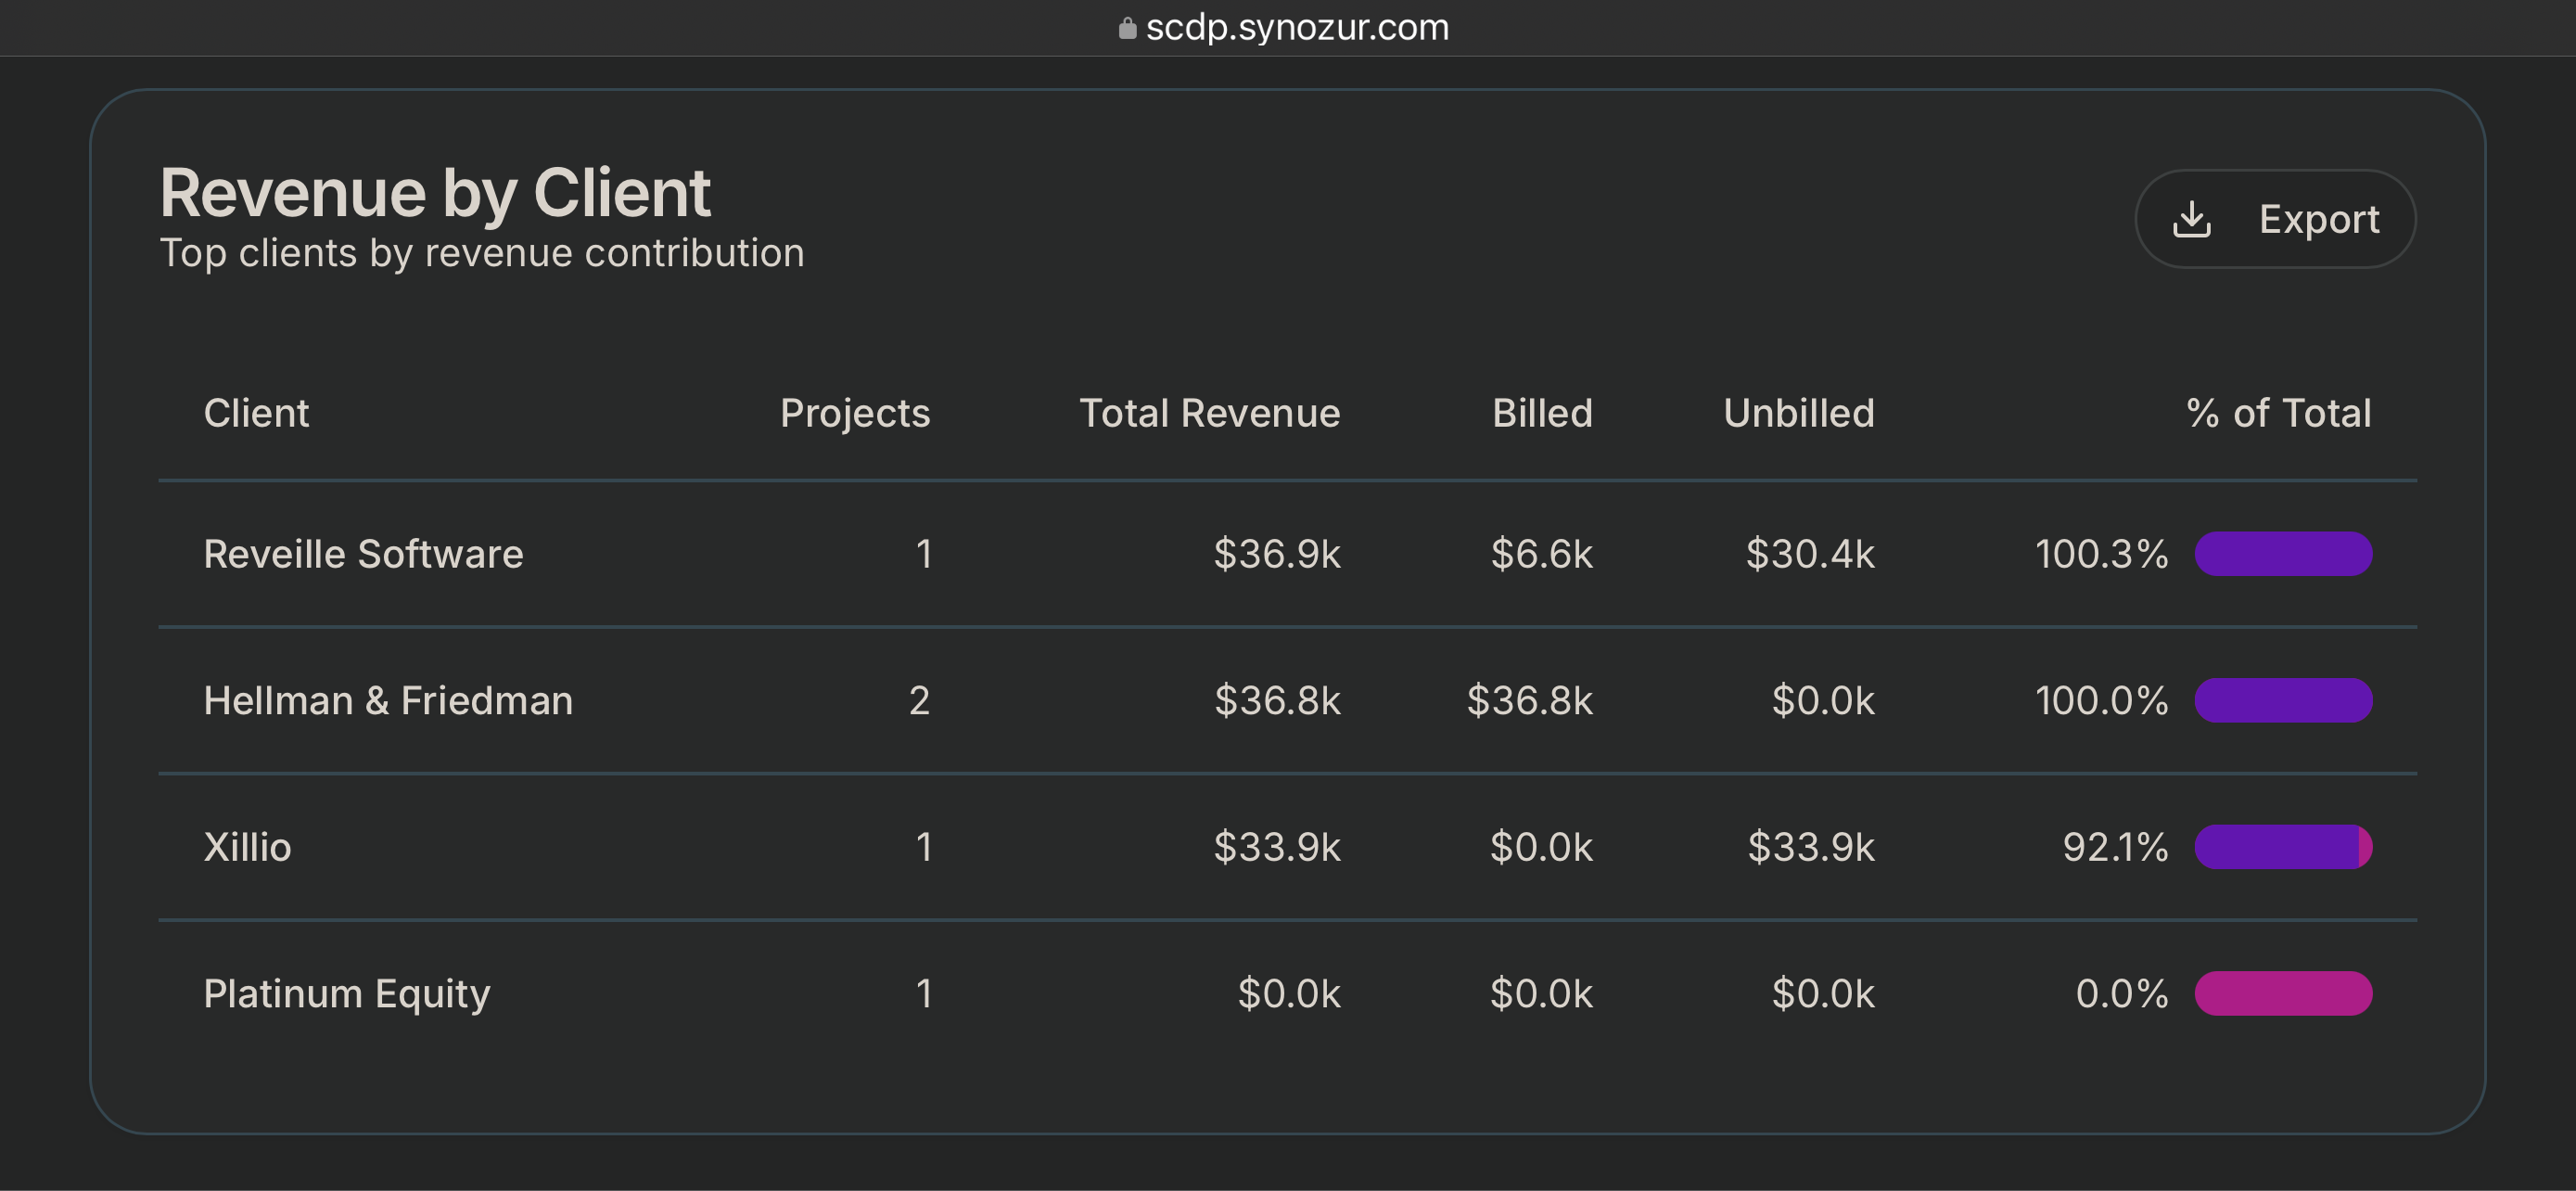 scdp.synozur.com
Revenue by Client
Top clients by revenue contribution
Export
Client Projects Total Revenue Billed Unbilled % of Total
Reveille Software 1 $36.9k $6.6k $30.4k 100.3%
Hellman & Friedman 2 $36.8k $36.8k $0.0k 100.0%
Xillio 1 $33.9k $0.0k $33.9k 92.1%
Platinum Equity 1 $0.0k $0.0k $0.0k 0.0%